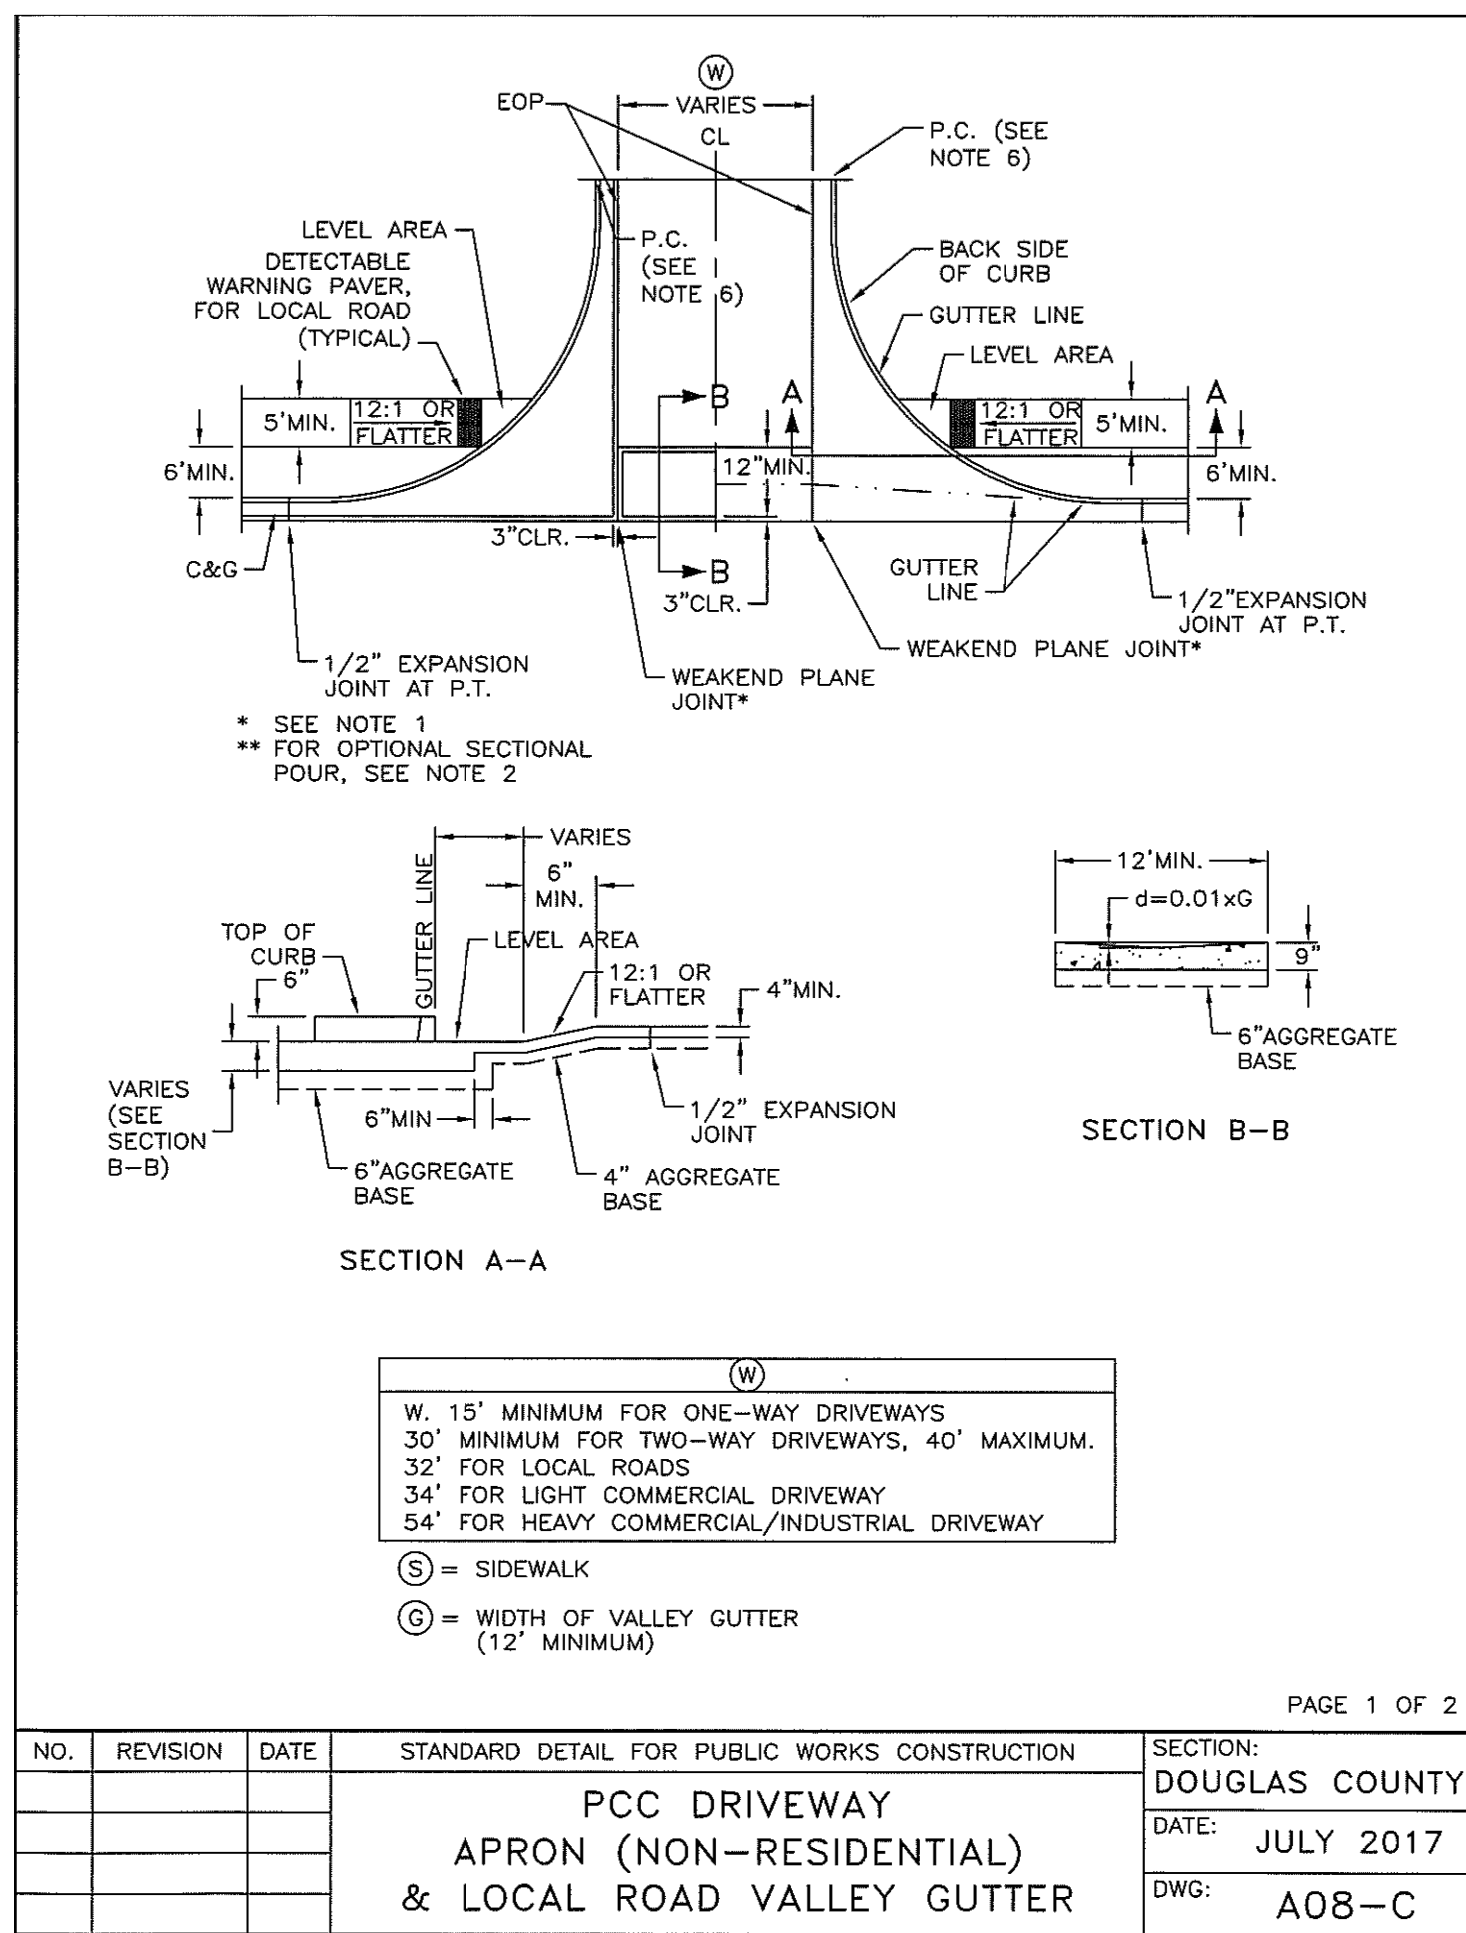 W
EOP
VARIES
CL
P.C. (SEE
NOTE 6)
LEVEL AREA
DETECTABLE
WARNING PAVER,
FOR LOCAL ROAD
(TYPICAL)
P.C.
(SEE
NOTE 6)
BACK SIDE
OF CURB
GUTTER LINE
LEVEL AREA
B
A
A
5'MIN.
12:1 OR
FLATTER
12:1 OR
FLATTER
5'MIN.
6'MIN.
12"MIN.
6'MIN.
3"CLR.
C&G
B
3"CLR.
GUTTER
LINE
1/2"EXPANSION
JOINT AT P.T.
WEAKEND PLANE JOINT*
1/2" EXPANSION
JOINT AT P.T.
WEAKEND PLANE
JOINT*
* SEE NOTE 1
** FOR OPTIONAL SECTIONAL
POUR, SEE NOTE 2
VARIES
6"
MIN.
GUTTER LINE
TOP OF
CURB
6"
LEVEL AREA
12:1 OR
FLATTER
4"MIN.
VARIES
(SEE
SECTION
B-B)
6"MIN
1/2" EXPANSION
JOINT
6"AGGREGATE
BASE
4" AGGREGATE
BASE
SECTION A-A
12'MIN.
d=0.01xG
9"
6"AGGREGATE
BASE
SECTION B-B
W
W. 15' MINIMUM FOR ONE-WAY DRIVEWAYS
30' MINIMUM FOR TWO-WAY DRIVEWAYS, 40' MAXIMUM.
32' FOR LOCAL ROADS
34' FOR LIGHT COMMERCIAL DRIVEWAY
54' FOR HEAVY COMMERCIAL/INDUSTRIAL DRIVEWAY
S = SIDEWALK
G = WIDTH OF VALLEY GUTTER
(12' MINIMUM)
PAGE 1 OF 2
NO. REVISION DATE
STANDARD DETAIL FOR PUBLIC WORKS CONSTRUCTION
PCC DRIVEWAY
APRON (NON-RESIDENTIAL)
& LOCAL ROAD VALLEY GUTTER
SECTION:
DOUGLAS COUNTY
DATE: JULY 2017
DWG: A08-C